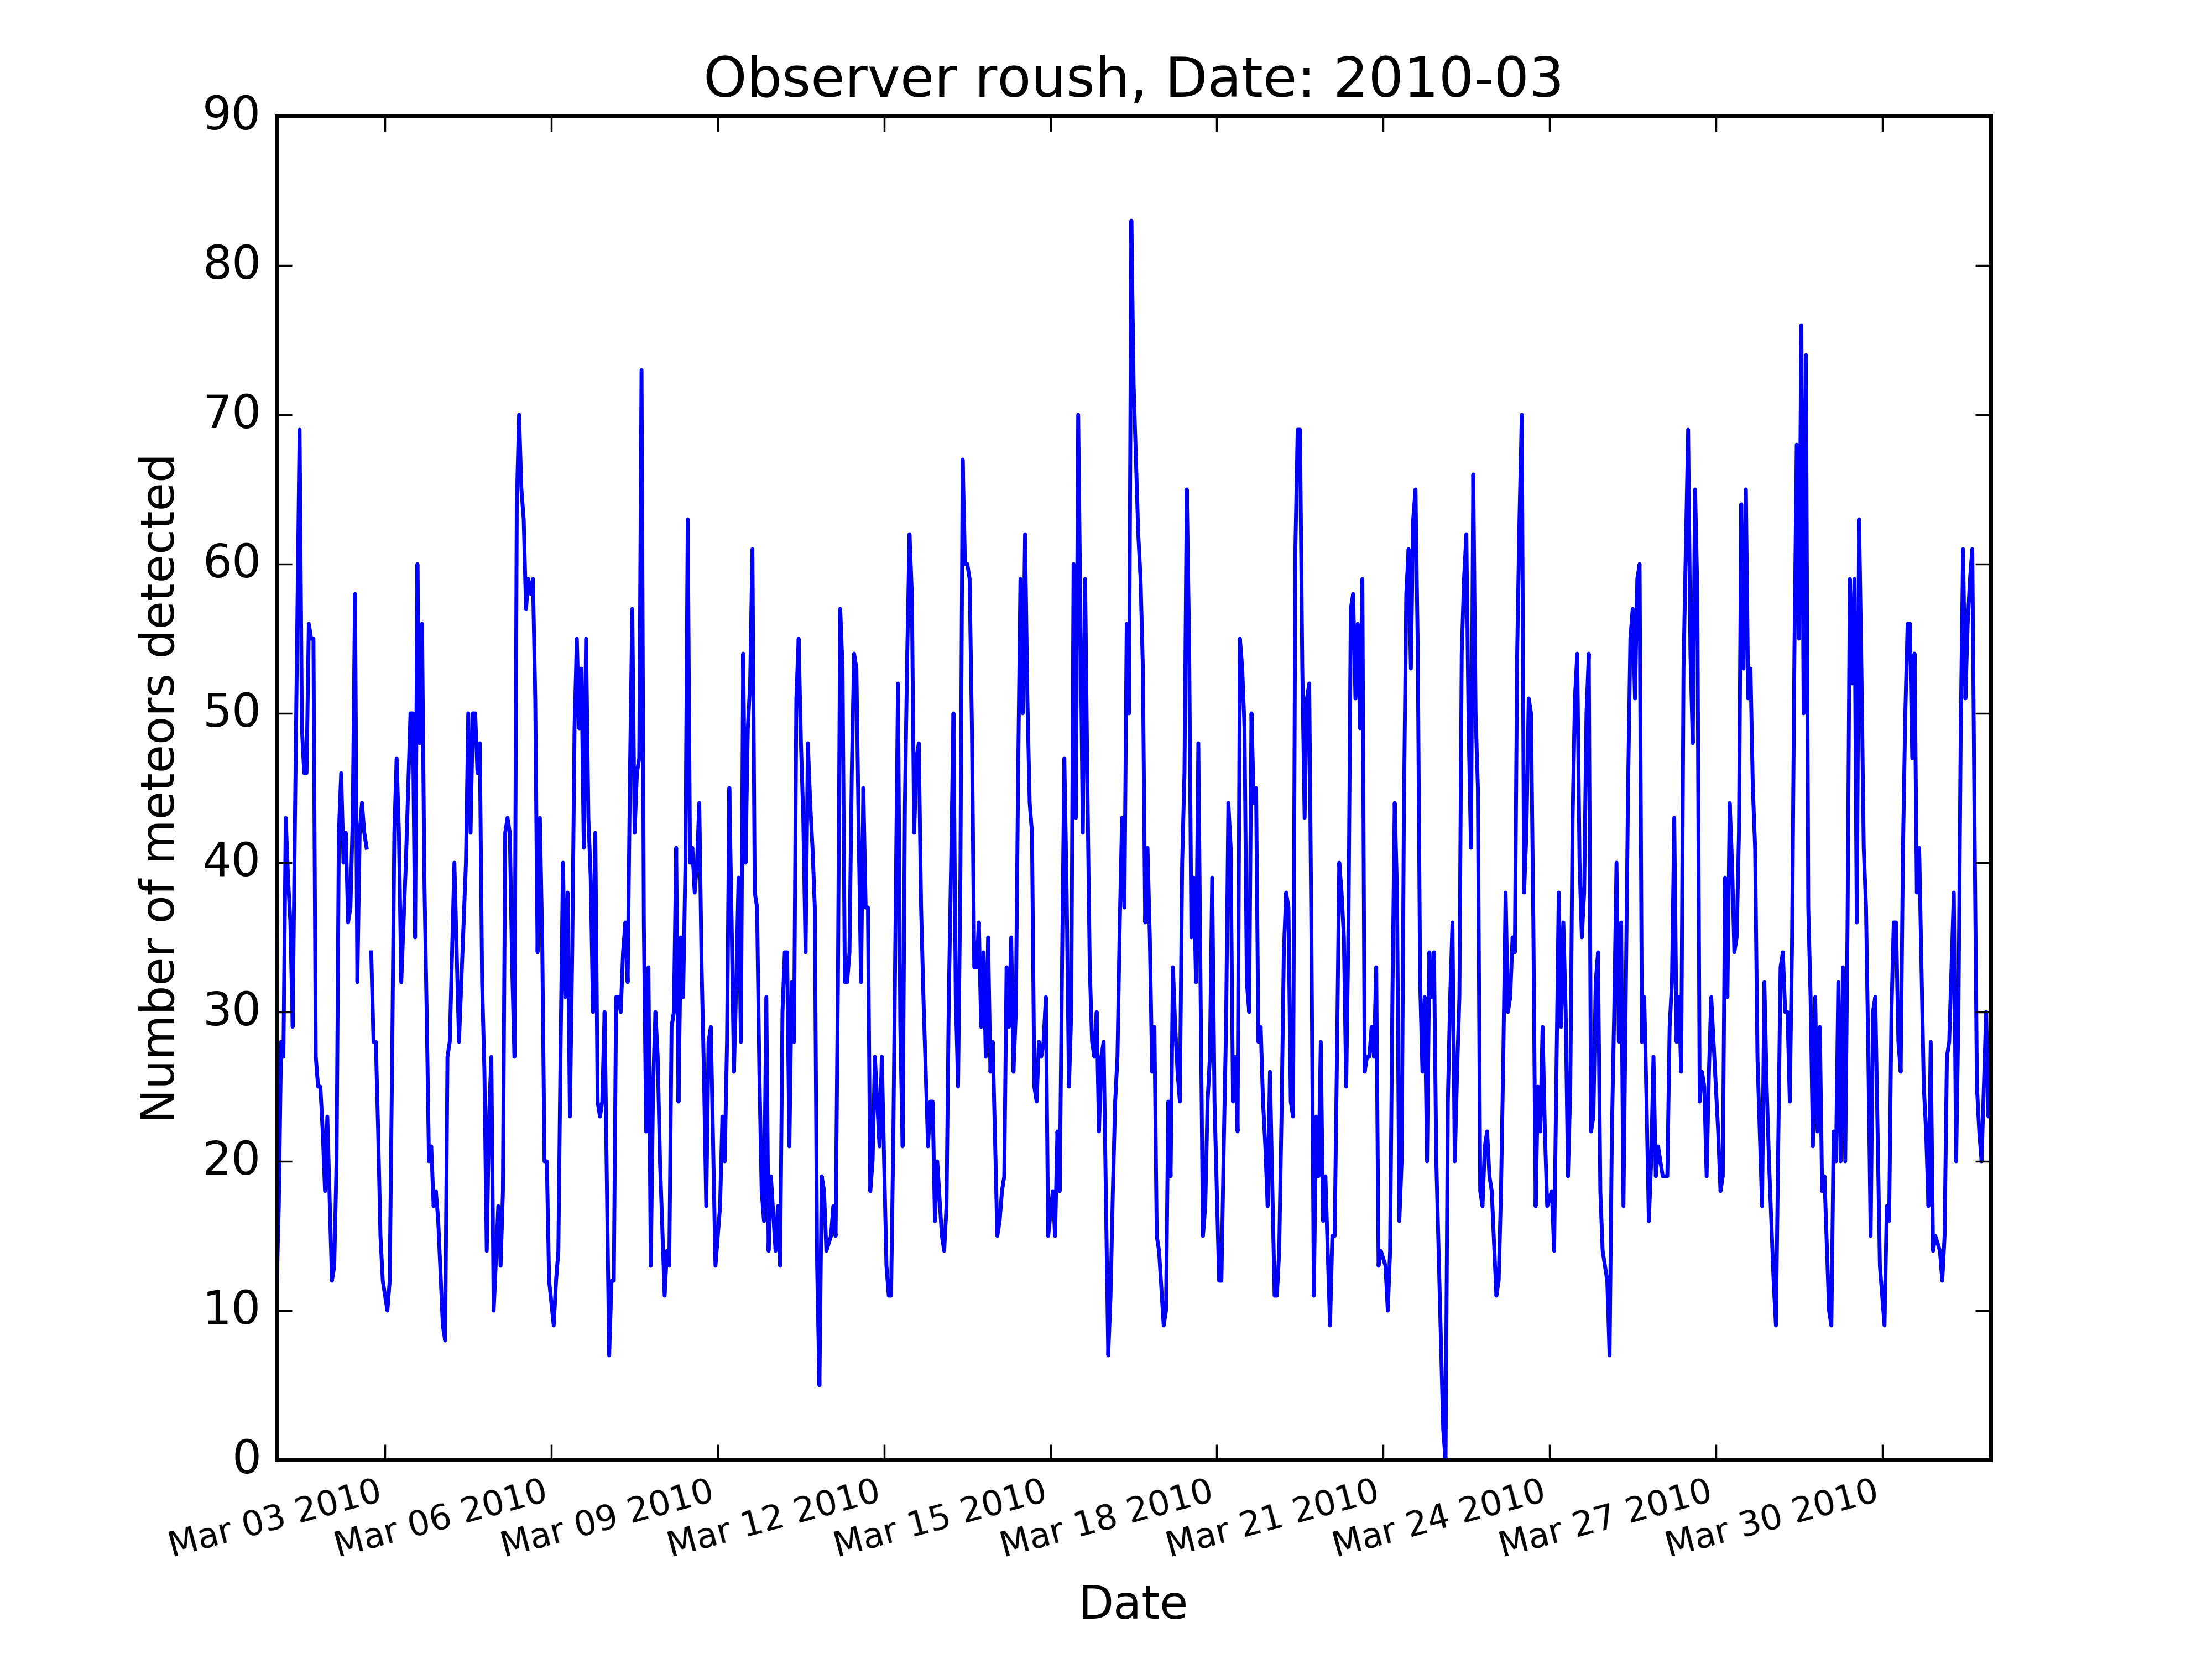 Observer roush, Date: 2010-03
90
80
70
60
50
40
30
20
10
0
Number of meteors detected
Mar 03 2010
Mar 06 2010
Mar 09 2010
Mar 12 2010
Mar 15 2010
Mar 18 2010
Mar 21 2010
Mar 24 2010
Mar 27 2010
Mar 30 2010
Date